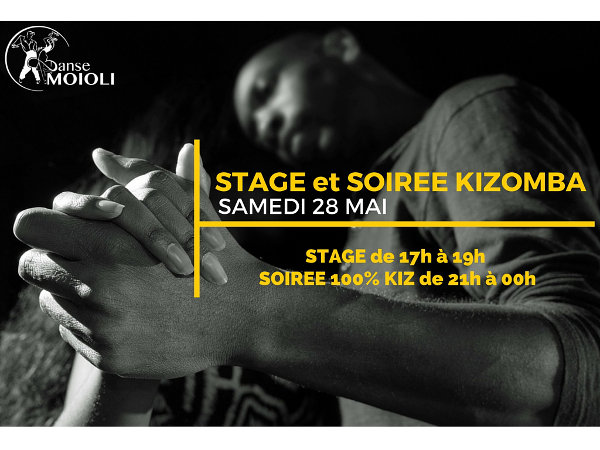 Danse
MOIOLI
STAGE et SOIREE KIZOMBA
SAMEDI 28 MAI
STAGE de 17h à 19h
SOIREE 100% KIZ de 21h à 00h